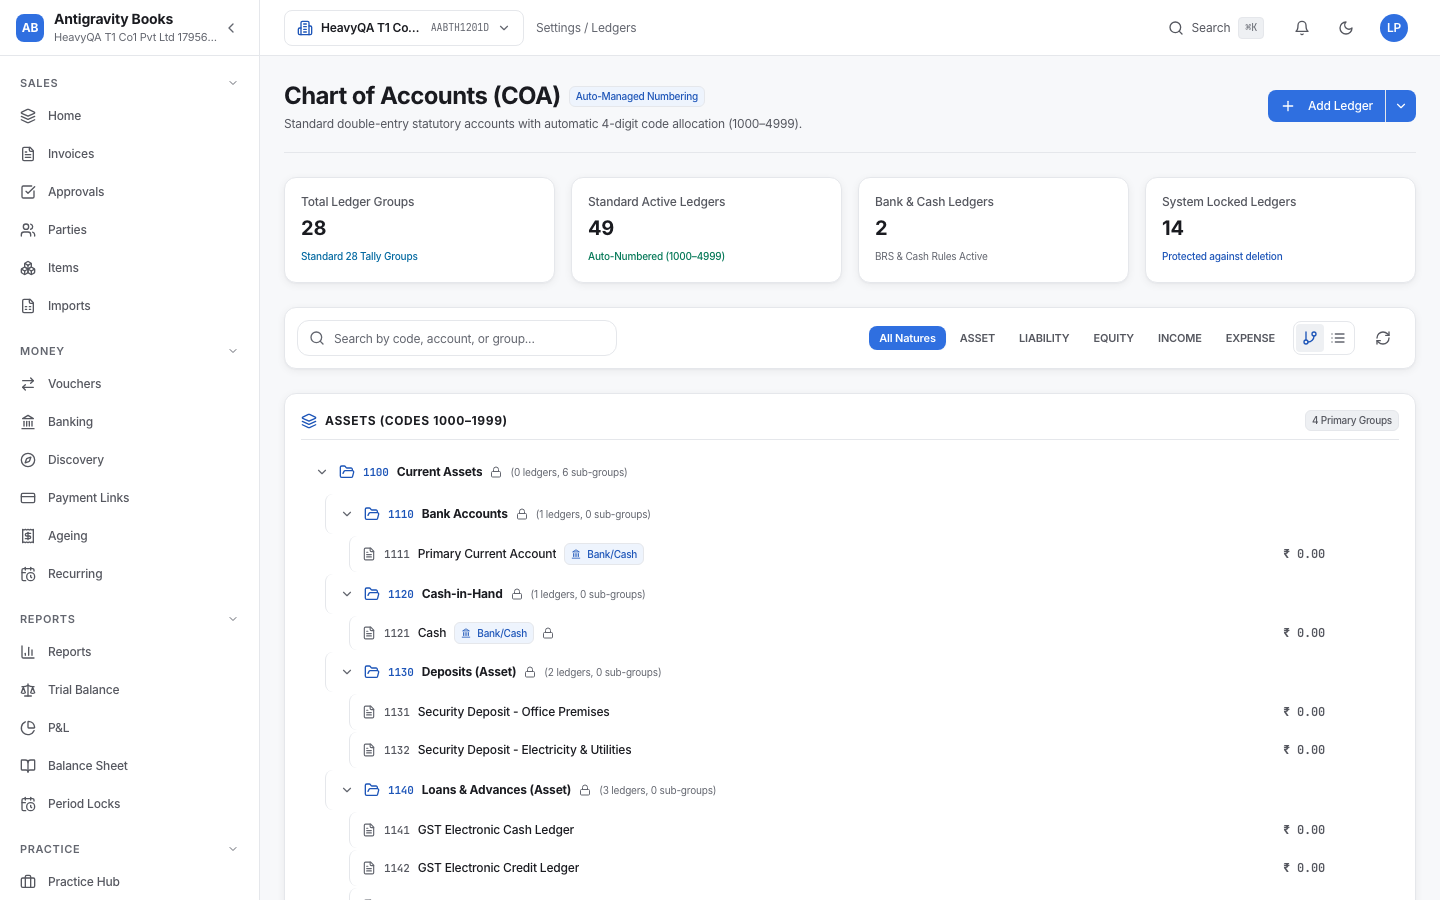 AB
Antigravity Books
HeavyQA T1 Co1 Pvt Ltd 17956...
SALES
Home
Invoices
Approvals
Parties
Items
Imports
MONEY
Vouchers
Banking
Discovery
Payment Links
Ageing
Recurring
REPORTS
Reports
Trial Balance
P&L
Balance Sheet
Period Locks
PRACTICE
Practice Hub
HeavyQA T1 Co... AABTH1201D
Settings / Ledgers
Search ⌘K
LP
Chart of Accounts (COA) Auto-Managed Numbering
Standard double-entry statutory accounts with automatic 4-digit code allocation (1000–4999).
Add Ledger
Total Ledger Groups
28
Standard 28 Tally Groups
Standard Active Ledgers
49
Auto-Numbered (1000–4999)
Bank & Cash Ledgers
2
BRS & Cash Rules Active
System Locked Ledgers
14
Protected against deletion
Search by code, account, or group...
All Natures ASSET LIABILITY EQUITY INCOME EXPENSE
ASSETS (CODES 1000–1999) 4 Primary Groups
1100 Current Assets (0 ledgers, 6 sub-groups)
1110 Bank Accounts (1 ledgers, 0 sub-groups)
1111 Primary Current Account Bank/Cash ₹ 0.00
1120 Cash-in-Hand (1 ledgers, 0 sub-groups)
1121 Cash Bank/Cash ₹ 0.00
1130 Deposits (Asset) (2 ledgers, 0 sub-groups)
1131 Security Deposit - Office Premises ₹ 0.00
1132 Security Deposit - Electricity & Utilities ₹ 0.00
1140 Loans & Advances (Asset) (3 ledgers, 0 sub-groups)
1141 GST Electronic Cash Ledger ₹ 0.00
1142 GST Electronic Credit Ledger ₹ 0.00